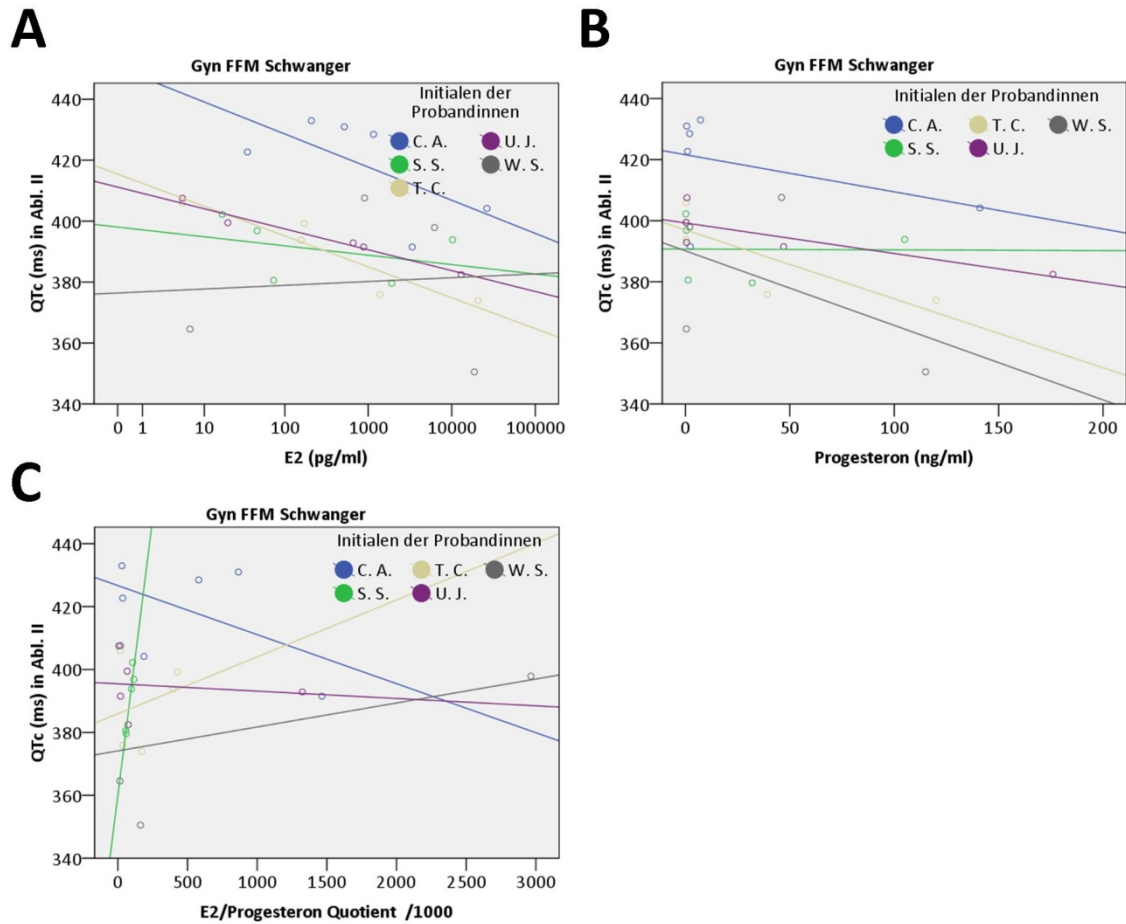 A
Gyn FFM Schwanger
Initialen der
Probandinnen
C. A. U. J.
S. S. W. S.
T. C.
QTc (ms) in Abl. II
440
420
400
380
360
340
0 1 10 100 1000 10000 100000
E2 (pg/ml)
B
Gyn FFM Schwanger
Initialen der Probandinnen
C. A. T. C. W. S.
S. S. U. J.
QTc (ms) in Abl. II
440
420
400
380
360
340
0 50 100 150 200
Progesteron (ng/ml)
C
Gyn FFM Schwanger
Initialen der Probandinnen
C. A. T. C. W. S.
S. S. U. J.
QTc (ms) in Abl. II
440
420
400
380
360
340
0 500 1000 1500 2000 2500 3000
E2/Progesteron Quotient /1000